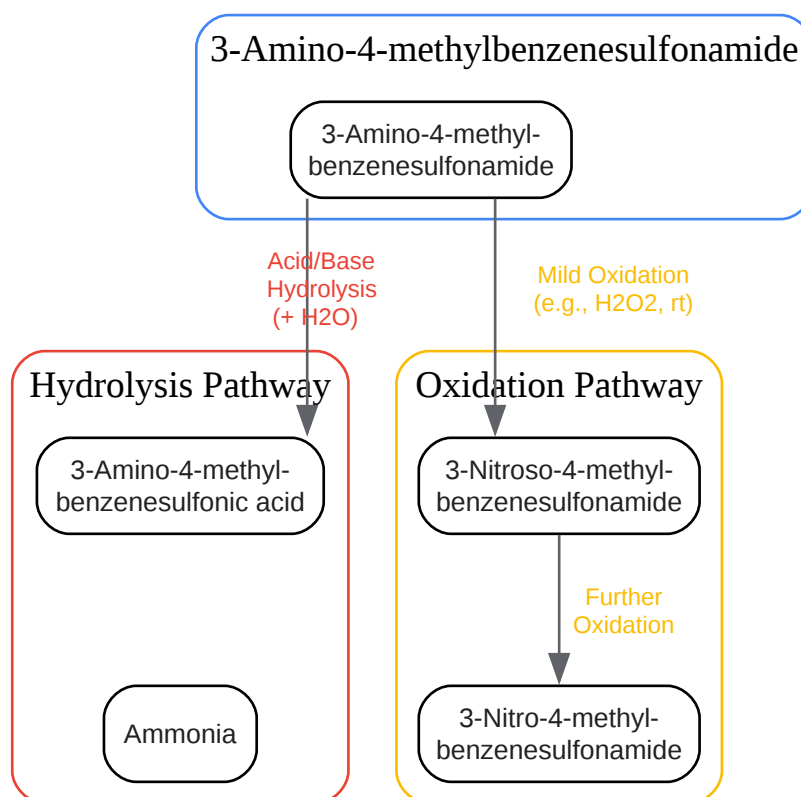 3-Amino-4-methylbenzenesulfonamide
3-Amino-4-methyl-
benzenesulfonamide
Acid/Base
Hydrolysis
(+ H2O)
Mild Oxidation
(e.g., H2O2, rt)
Hydrolysis Pathway
3-Amino-4-methyl-
benzenesulfonic acid
Ammonia
Oxidation Pathway
3-Nitroso-4-methyl-
benzenesulfonamide
Further
Oxidation
3-Nitro-4-methyl-
benzenesulfonamide